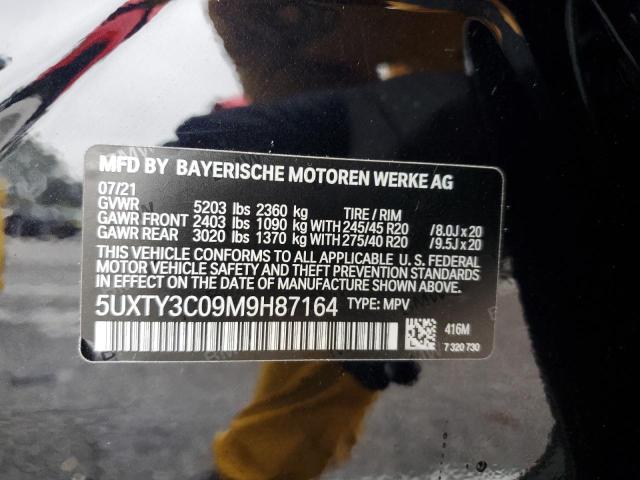 MFD BY BAYERISCHE MOTOREN WERKE AG
07/21
GVWR 5203 lbs 2360 kg TIRE / RIM
GAWR FRONT 2403 lbs 1090 kg WITH 245/45 R20 /8.0J x 20
GAWR REAR 3020 lbs 1370 kg WITH 275/40 R20 /9.5J x 20
THIS VEHICLE CONFORMS TO ALL APPLICABLE U. S. FEDERAL
MOTOR VEHICLE SAFETY AND THEFT PREVENTION STANDARDS
IN EFFECT ON THE DATE OF MANUFACTURE SHOWN ABOVE.
5UXTY3C09M9H87164 TYPE: MPV
416M
7 320 730